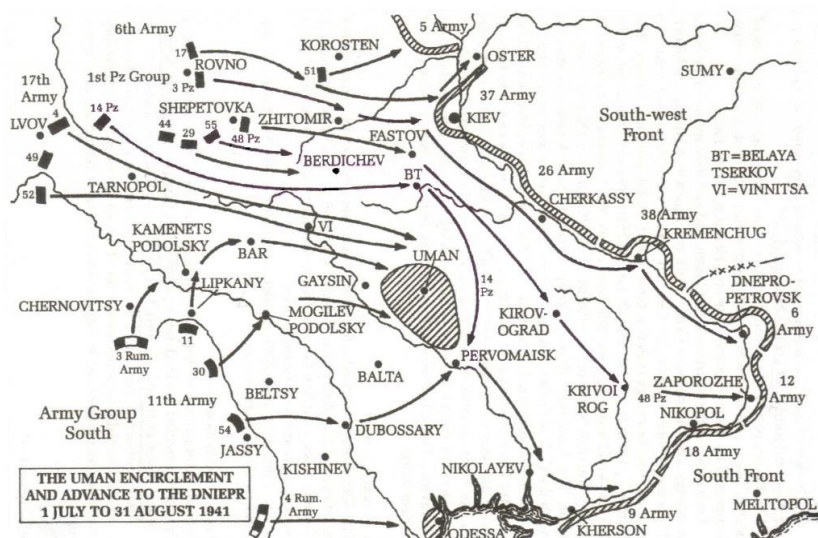 5 Army
6th Army
17
ROVNO
KOROSTEN
OSTER
51
1st Pz Group
3 Pz
SUMY
17th
Army
37 Army
14 Pz
SHEPETOVKA
ZHITOMIR
KIEV
South-west
Front
LVOV
4
44
29
55
48 Pz
FASTOV
BERDICHEV
49
26 Army
BT=BELAYA
TSERKOV
VI=VINNITSA
BT
TARNOPOL
52
CHERKASSY
38 Army
KREMENCHUG
KAMENETS
PODOLSKY
VI
BAR
UMAN
14
Pz
DNEPRO-
PETROVSK
GAYSIN
LIPKANY
CHERNOVITSY
MOGILEV
PODOLSKY
KIROV-
OGRAD
6
Army
11
3 Rum.
Army
PERVOMAISK
30
BALTA
BELTSY
KRIVOI
ROG
ZAPOROZHE
48 Pz
12
Army
11th Army
NIKOPOL
Army Group
South
54
JASSY
DUBOSSARY
18 Army
KISHINEV
NIKOLAYEV
South Front
THE UMAN ENCIRCLEMENT
AND ADVANCE TO THE DNIEPR
1 JULY TO 31 AUGUST 1941
4 Rum.
Army
MELITOPOL
9 Army
ODESSA
KHERSON